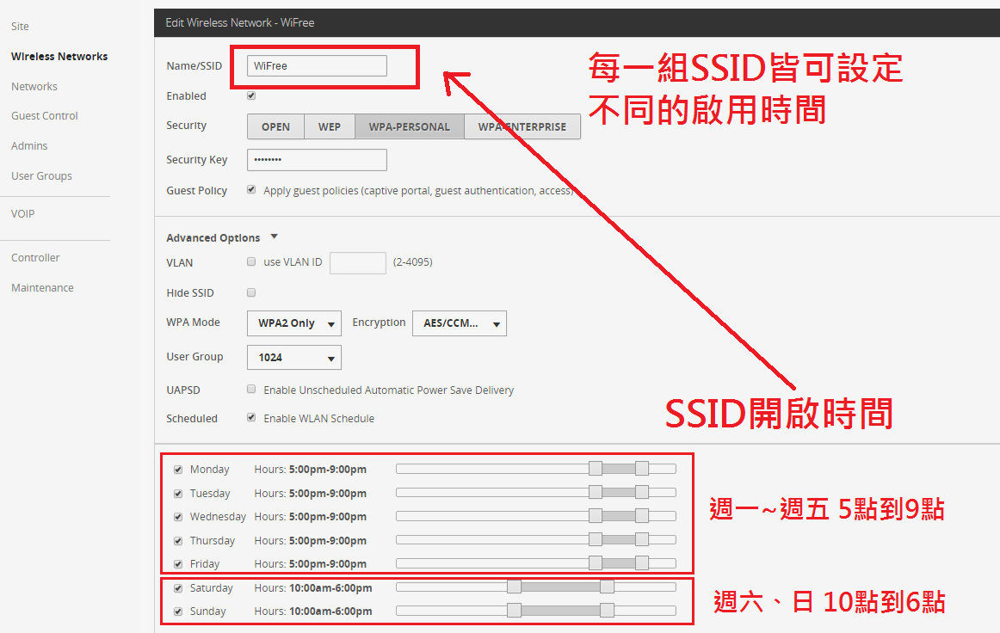 Site
Wireless Networks
Networks
Guest Control
Admins
User Groups
VOIP
Controller
Maintenance
Edit Wireless Network - WiFree
Name/SSID WiFree
Enabled
Security OPEN WEP WPA-PERSONAL WPA-ENTERPRISE
Security Key ••••••••
Guest Policy Apply guest policies (captive portal, guest authentication, access)
每一組SSID皆可設定
不同的啟用時間
Advanced Options
VLAN use VLAN ID (2-4095)
Hide SSID
WPA Mode WPA2 Only Encryption AES/CCM...
User Group 1024
UAPSD Enable Unscheduled Automatic Power Save Delivery
Scheduled Enable WLAN Schedule
SSID開啟時間
Monday Hours: 5:00pm-9:00pm
Tuesday Hours: 5:00pm-9:00pm
Wednesday Hours: 5:00pm-9:00pm
Thursday Hours: 5:00pm-9:00pm
Friday Hours: 5:00pm-9:00pm
週一~週五 5點到9點
Saturday Hours: 10:00am-6:00pm
Sunday Hours: 10:00am-6:00pm
週六、日 10點到6點